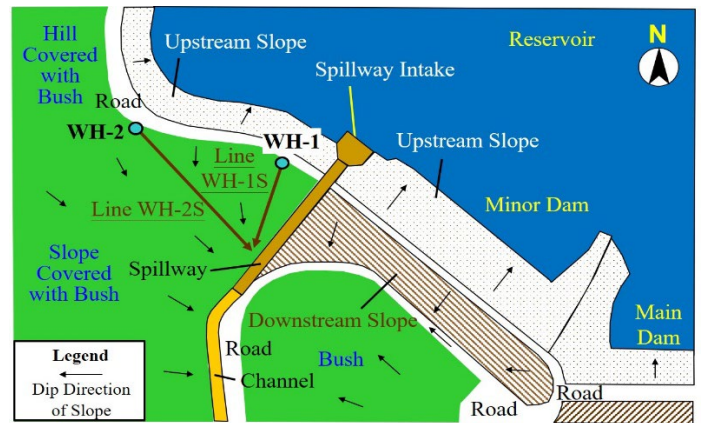 Hill
Covered
with
Bush
Upstream Slope
Reservoir
N
Spillway Intake
Road
WH-2
WH-1
Upstream Slope
Line
WH-1S
Line WH-2S
Minor Dam
Slope
Covered
with Bush
Spillway
Downstream Slope
Main
Dam
Road
Bush
Legend
Dip Direction
of Slope
Channel
Road
Road